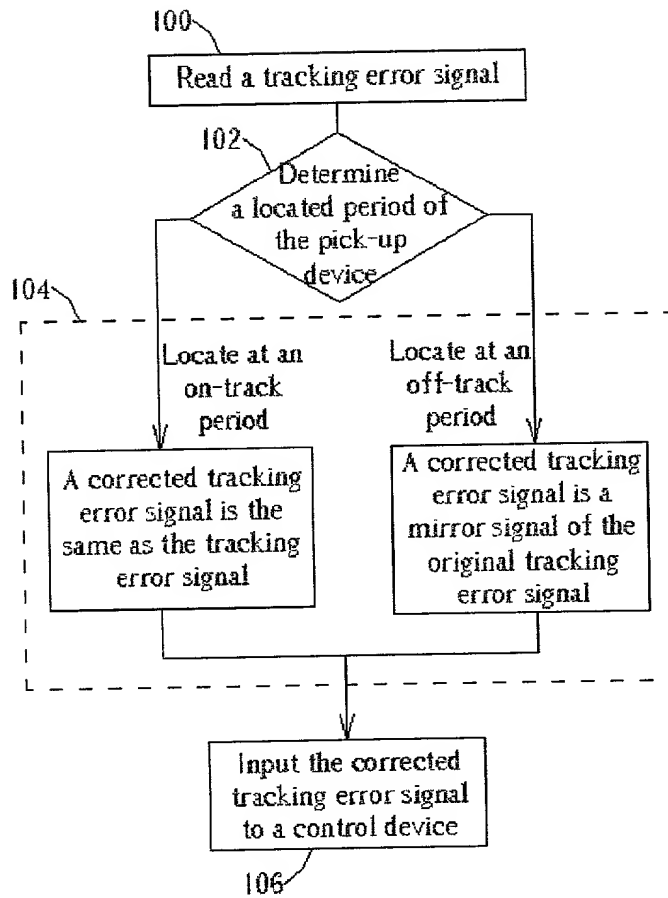 100
Read a tracking error signal
102
Determine
a located period of
the pick-up
device
104
Locate at an
on-track
period
Locate at an
off-track
period
A corrected tracking
error signal is the
same as the tracking
error signal
A corrected tracking
error signal is a
mirror signal of the
original tracking
error signal
Input the corrected
tracking error signal
to a control device
106